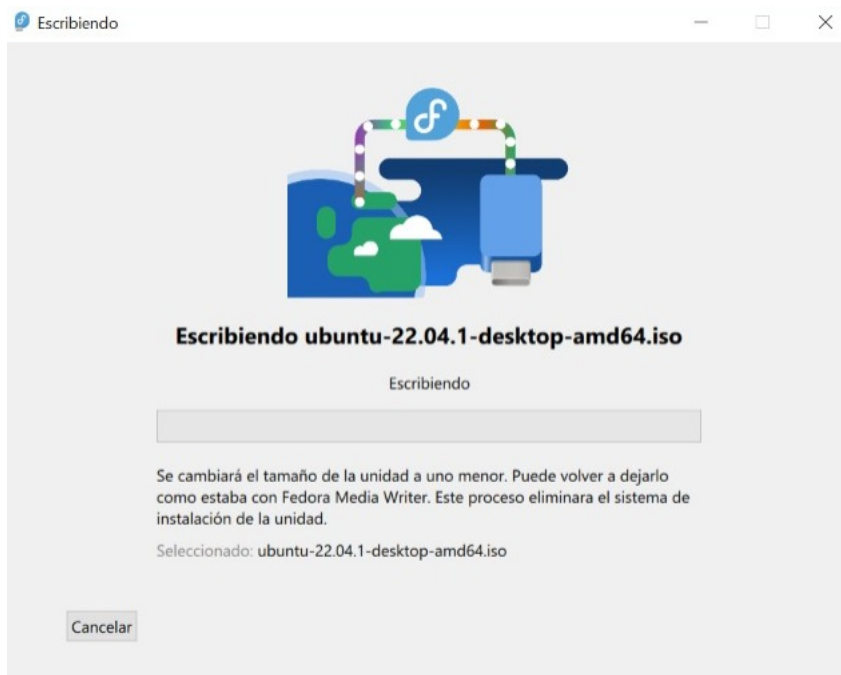 Escribiendo
Escribiendo ubuntu-22.04.1-desktop-amd64.iso
Escribiendo
Se cambiará el tamaño de la unidad a uno menor. Puede volver a dejarlo
como estaba con Fedora Media Writer. Este proceso eliminara el sistema de
instalación de la unidad.
Seleccionado: ubuntu-22.04.1-desktop-amd64.iso
Cancelar